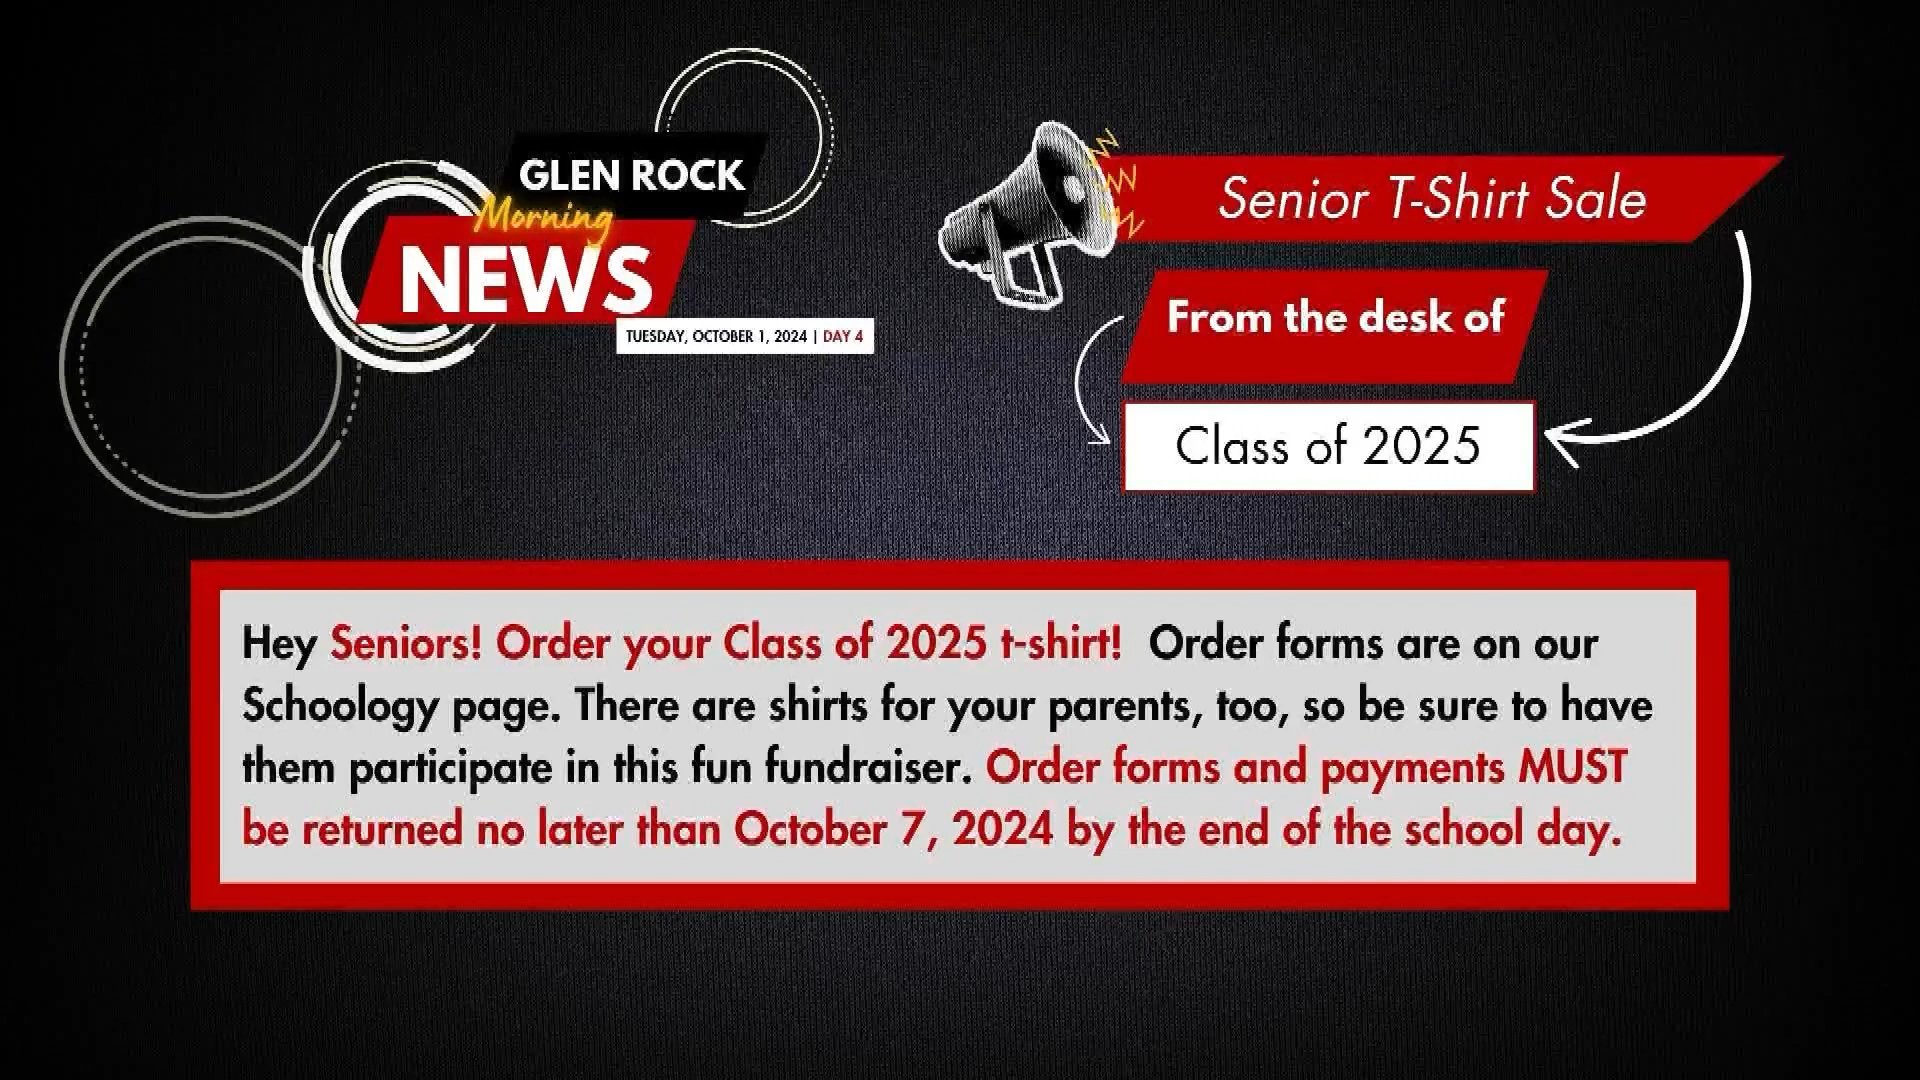 GLEN ROCK
Morning
NEWS
TUESDAY, OCTOBER 1, 2024 | DAY 4
Senior T-Shirt Sale
From the desk of
Class of 2025
Hey Seniors! Order your Class of 2025 t-shirt! Order forms are on our
Schoology page. There are shirts for your parents, too, so be sure to have
them participate in this fun fundraiser. Order forms and payments MUST
be returned no later than October 7, 2024 by the end of the school day.